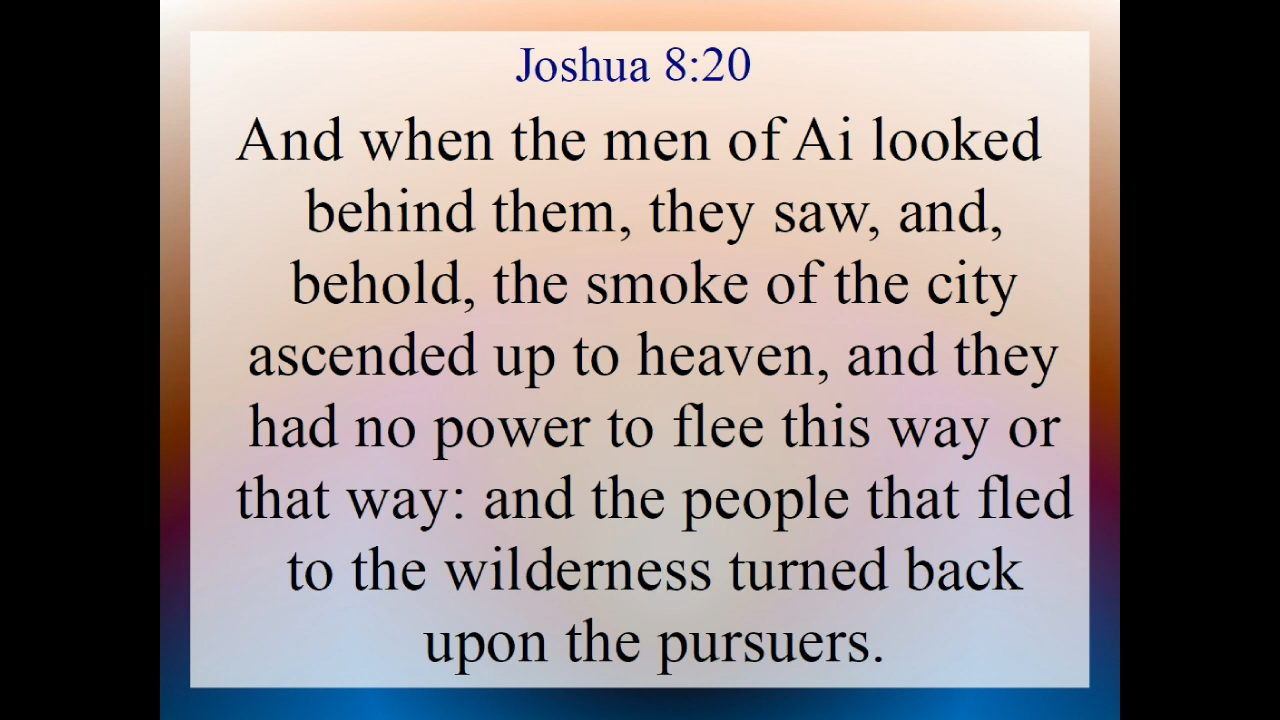 Joshua 8:20
And when the men of Ai looked
behind them, they saw, and,
behold, the smoke of the city
ascended up to heaven, and they
had no power to flee this way or
that way: and the people that fled
to the wilderness turned back
upon the pursuers.